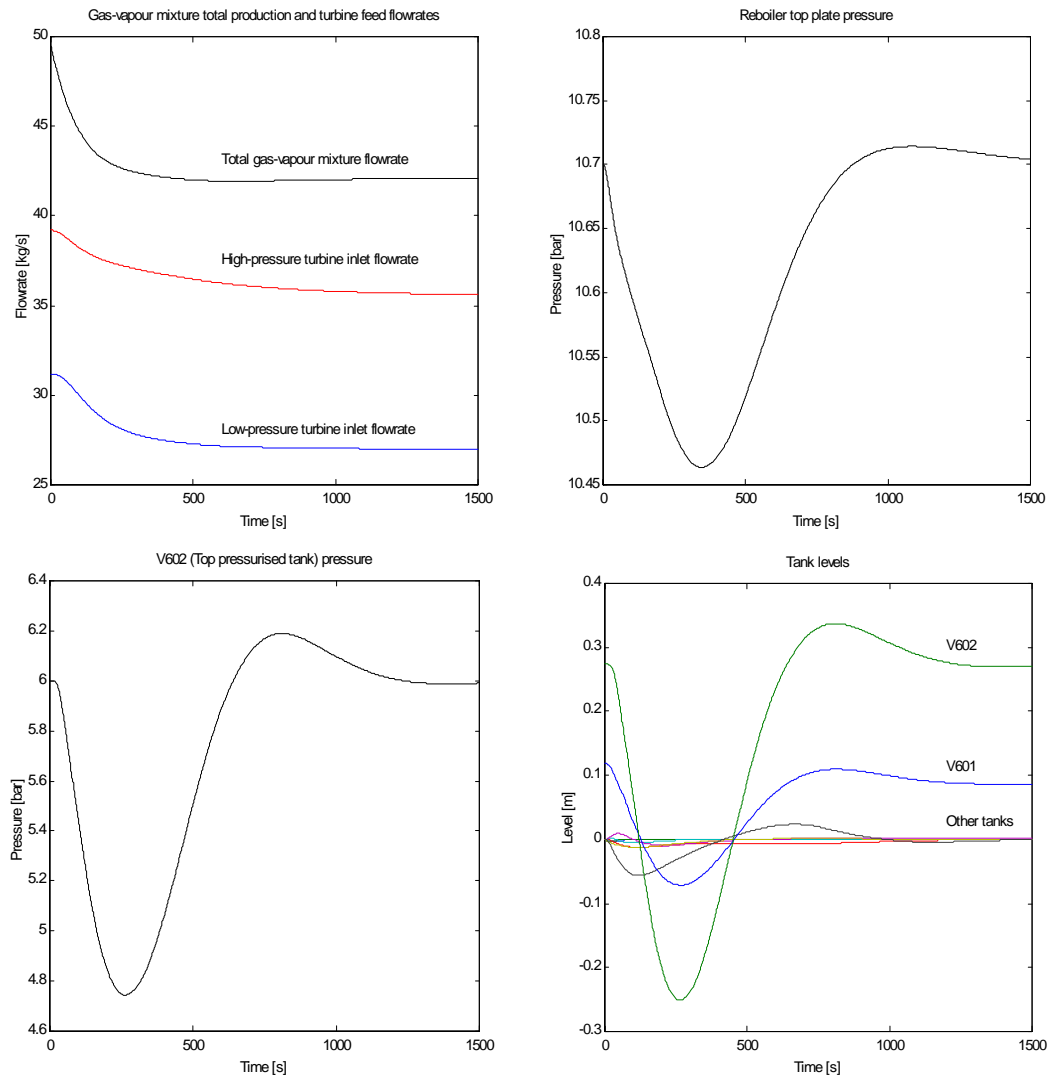 Gas-vapour mixture total production and turbine feed flowrates
50
45
40
35
30
25
Flowrate [kg/s]
Total gas-vapour mixture flowrate
High-pressure turbine inlet flowrate
Low-pressure turbine inlet flowrate
0 500 1000 1500
Time [s]
Reboiler top plate pressure
10.8
10.75
10.7
10.65
10.6
10.55
10.5
10.45
Pressure [bar]
0 500 1000 1500
Time [s]
V602 (Top pressurised tank) pressure
6.4
6.2
6
5.8
5.6
5.4
5.2
5
4.8
4.6
Pressure [bar]
0 500 1000 1500
Time [s]
Tank levels
0.4
0.3
0.2
0.1
0
-0.1
-0.2
-0.3
Level [m]
V602
V601
Other tanks
0 500 1000 1500
Time [s]